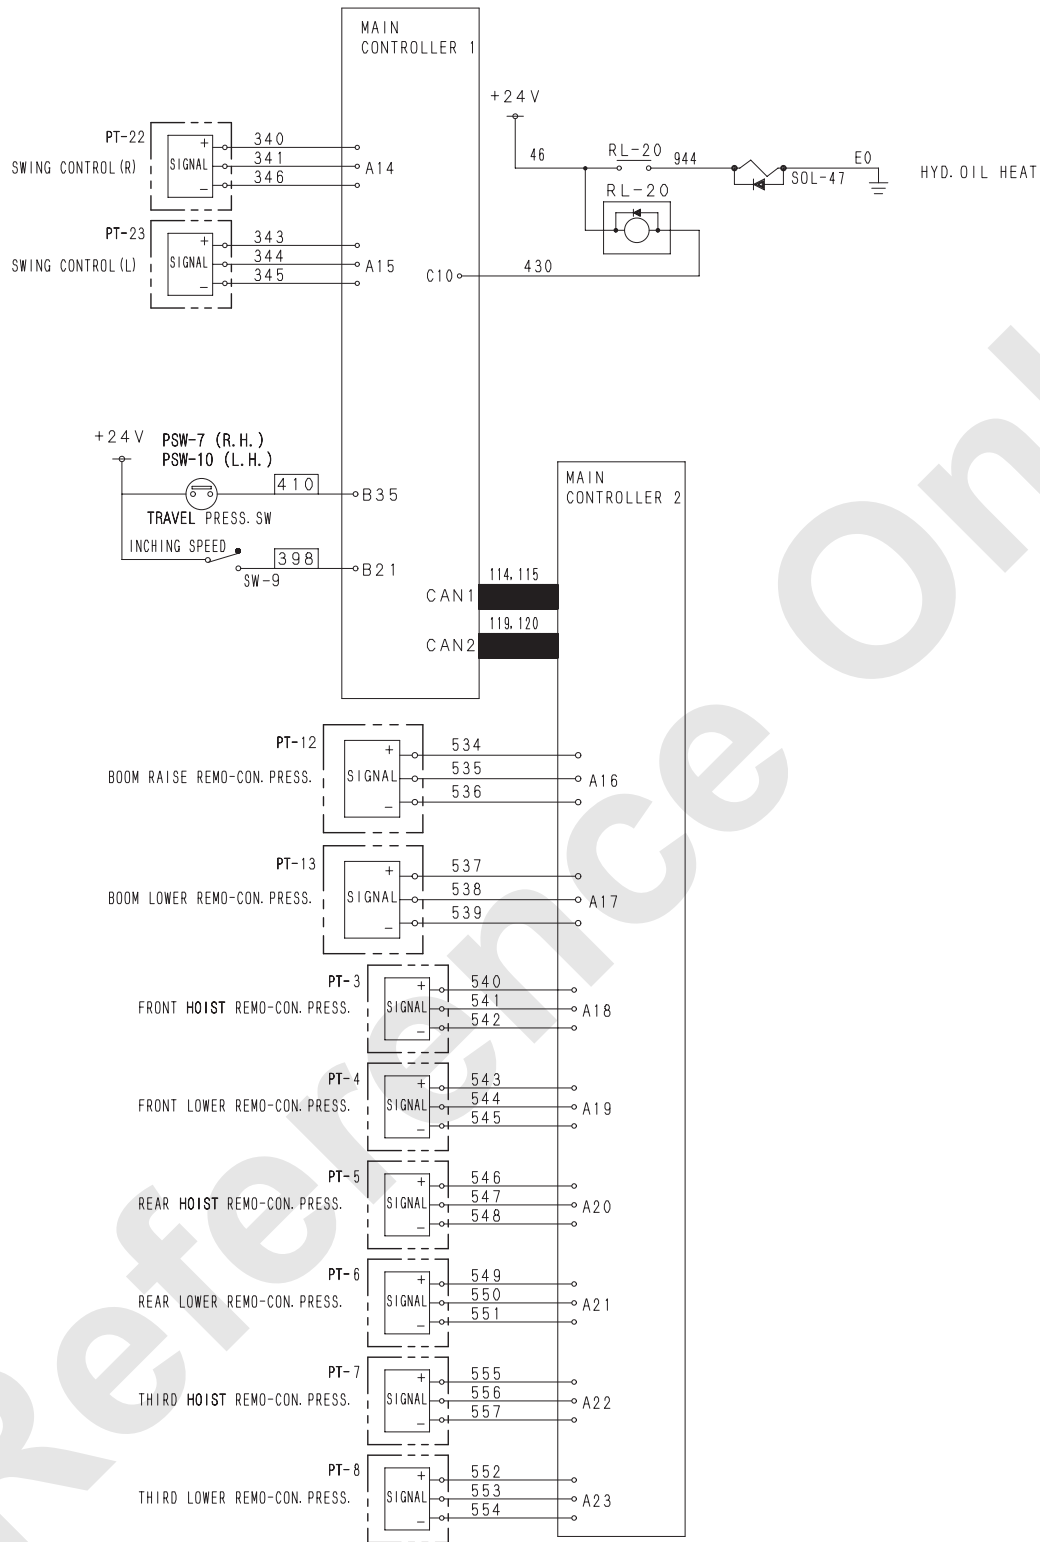 MAIN
CONTROLLER 1
+24V
PT-22
SWING CONTROL(R)
+
SIGNAL
−
340
341
346
A14
46
RL-20
944
SOL-47
E0
HYD. OIL HEAT
RL-20
PT-23
SWING CONTROL(L)
+
SIGNAL
−
343
344
345
A15
C10
430
+24V
PSW-7 (R.H.)
PSW-10 (L.H.)
410
B35
TRAVEL PRESS. SW
INCHING SPEED
SW-9
398
B21
MAIN
CONTROLLER 2
CAN1
114. 115
CAN2
119. 120
PT-12
BOOM RAISE REMO-CON. PRESS.
+
SIGNAL
−
534
535
536
A16
PT-13
BOOM LOWER REMO-CON. PRESS.
+
SIGNAL
−
537
538
539
A17
PT-3
FRONT HOIST REMO-CON. PRESS.
+
SIGNAL
−
540
541
542
A18
PT-4
FRONT LOWER REMO-CON. PRESS.
+
SIGNAL
−
543
544
545
A19
PT-5
REAR HOIST REMO-CON. PRESS.
+
SIGNAL
−
546
547
548
A20
PT-6
REAR LOWER REMO-CON. PRESS.
+
SIGNAL
−
549
550
551
A21
PT-7
THIRD HOIST REMO-CON. PRESS.
+
SIGNAL
−
555
556
557
A22
PT-8
THIRD LOWER REMO-CON. PRESS.
+
SIGNAL
−
552
553
554
A23
Reference